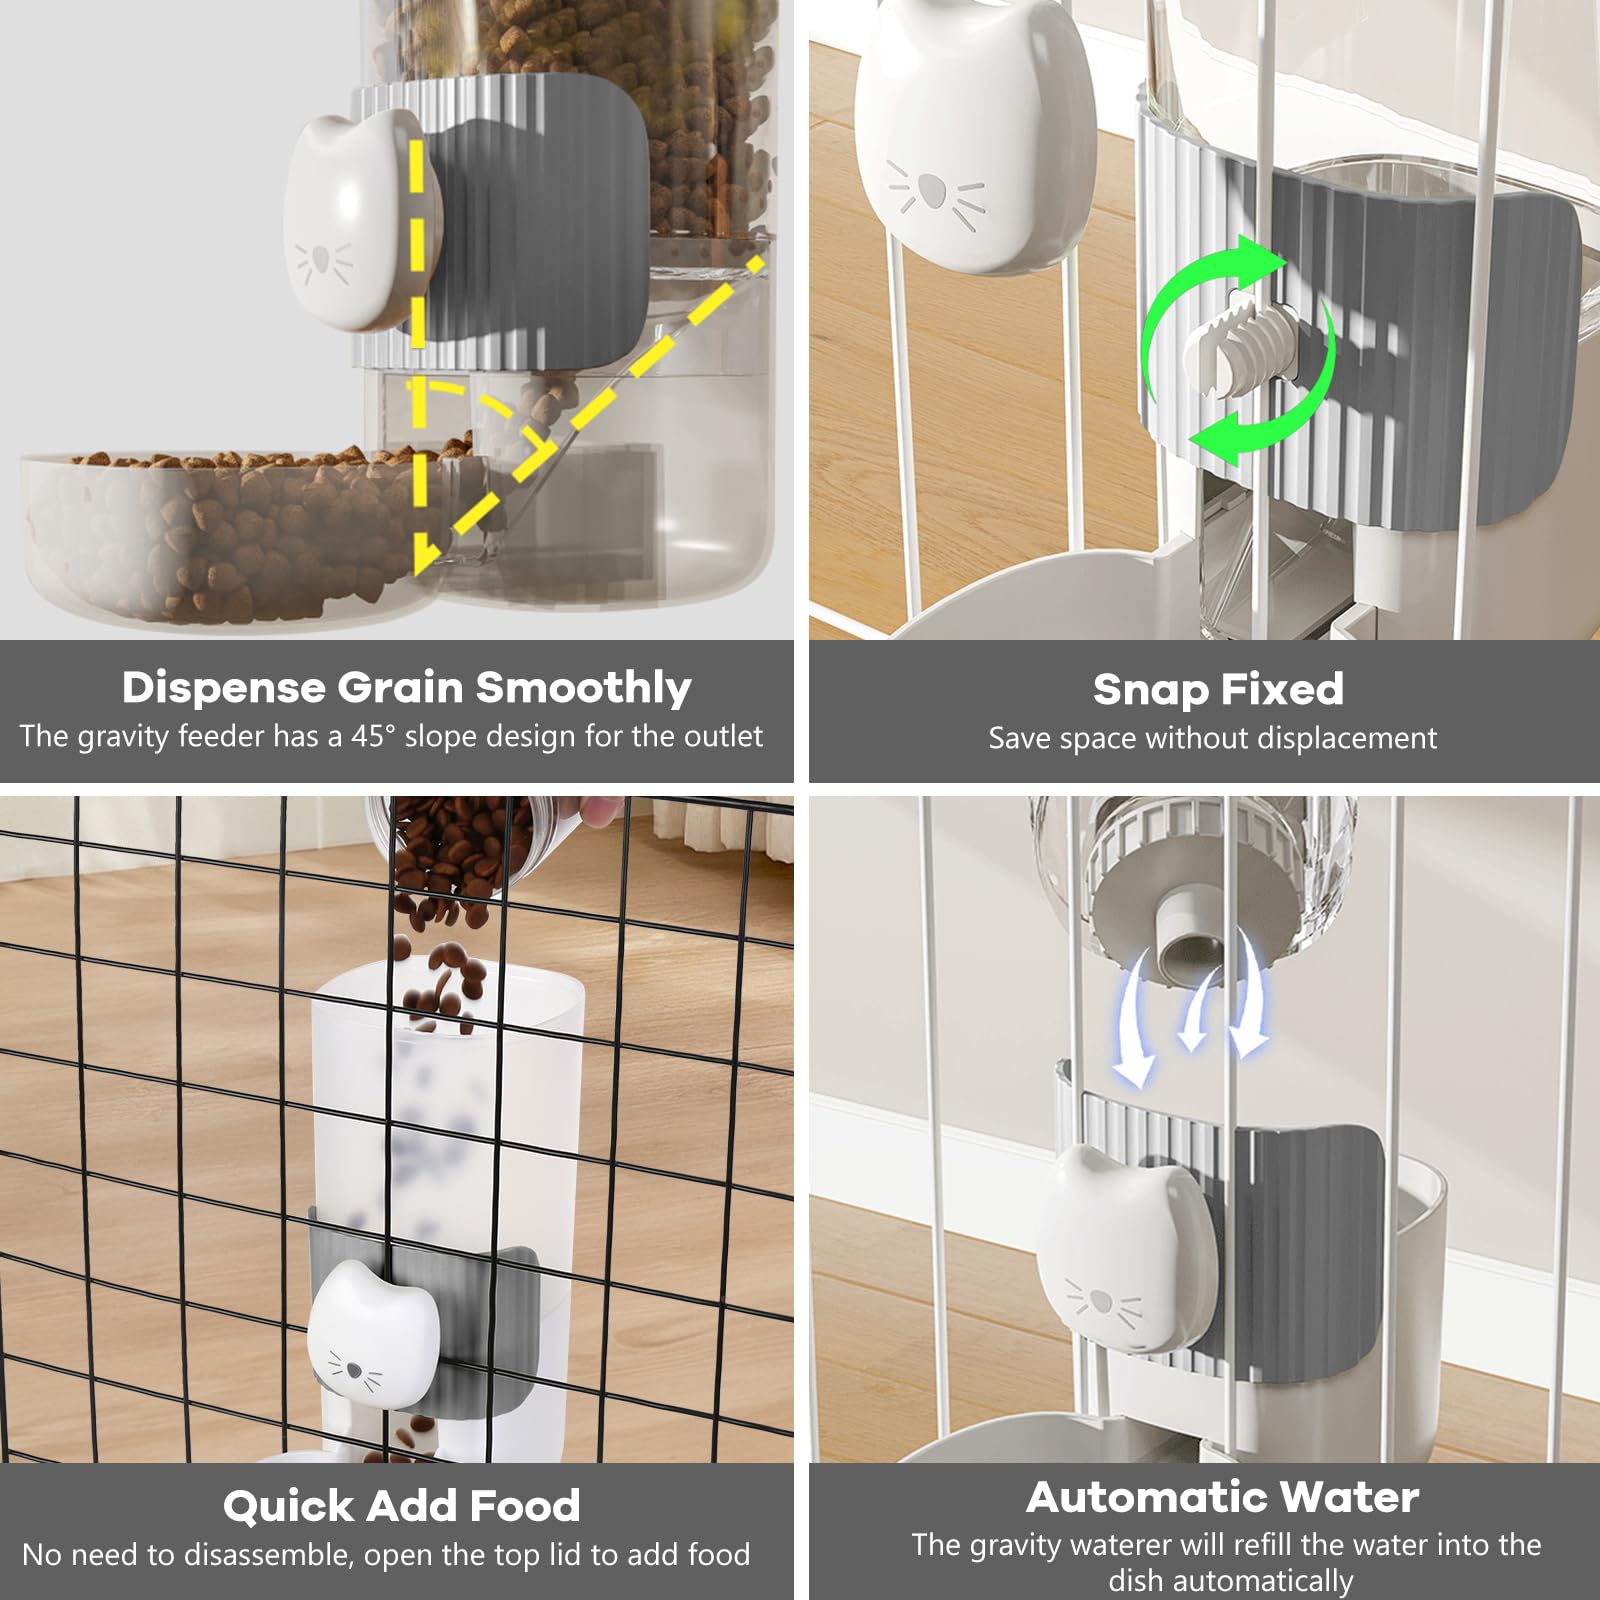 Dispense Grain Smoothly
The gravity feeder has a 45° slope design for the outlet
Snap Fixed
Save space without displacement
Quick Add Food
No need to disassemble, open the top lid to add food
Automatic Water
The gravity waterer will refill the water into the
dish automatically